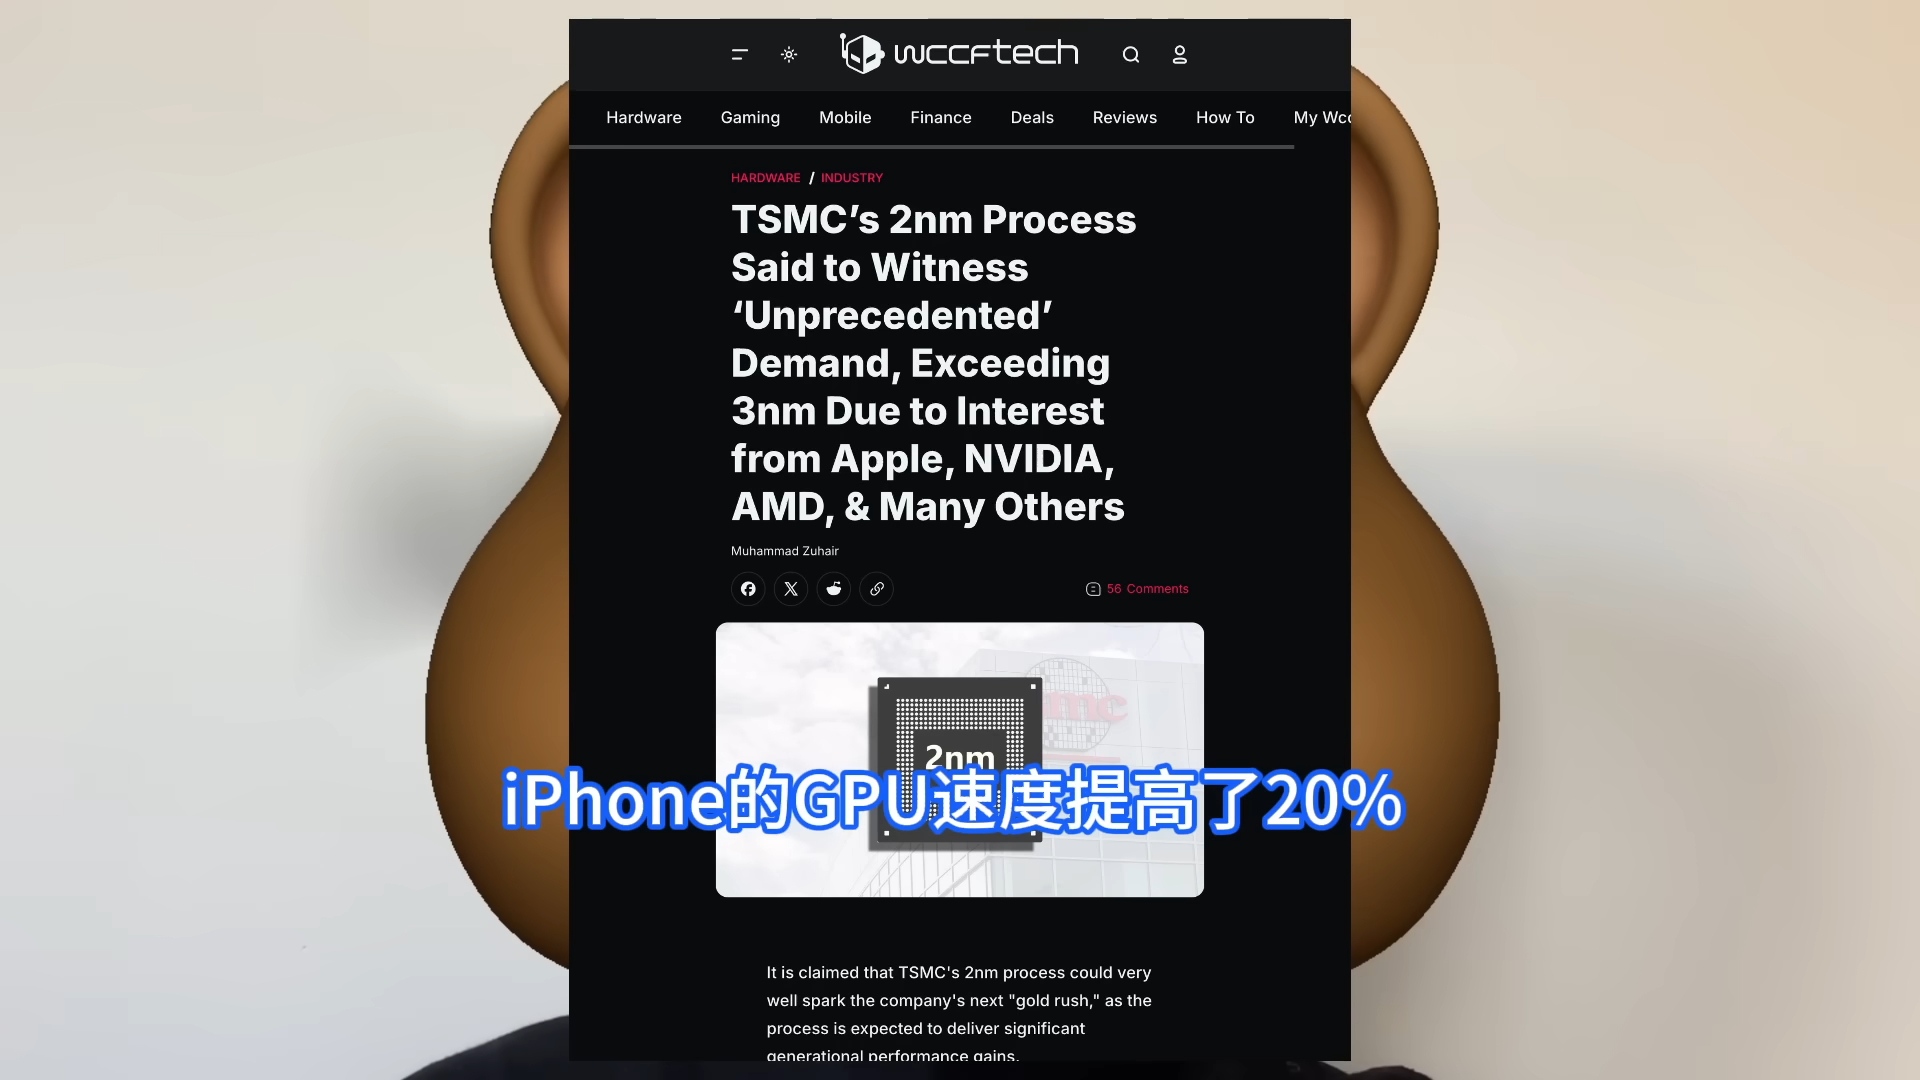 wccftech
Hardware Gaming Mobile Finance Deals Reviews How To My Wcc
HARDWARE / INDUSTRY
TSMC’s 2nm Process
Said to Witness
‘Unprecedented’
Demand, Exceeding
3nm Due to Interest
from Apple, NVIDIA,
AMD, & Many Others
Muhammad Zuhair
56 Comments
2nm
iPhone的GPU速度提高了20%
It is claimed that TSMC's 2nm process could very
well spark the company's next "gold rush," as the
process is expected to deliver significant
generational performance gains.